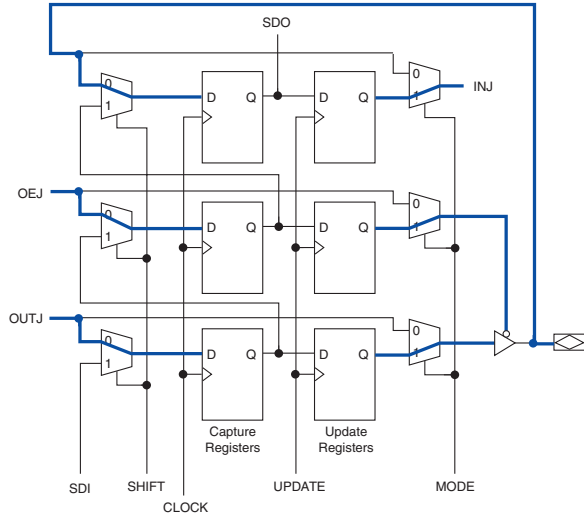 SDO
0
1
D Q
D Q
0
1
INJ
OEJ
0
1
D Q
D Q
0
1
OUTJ
0
1
D Q
D Q
0
1
Capture
Registers
Update
Registers
SDI
SHIFT
CLOCK
UPDATE
MODE